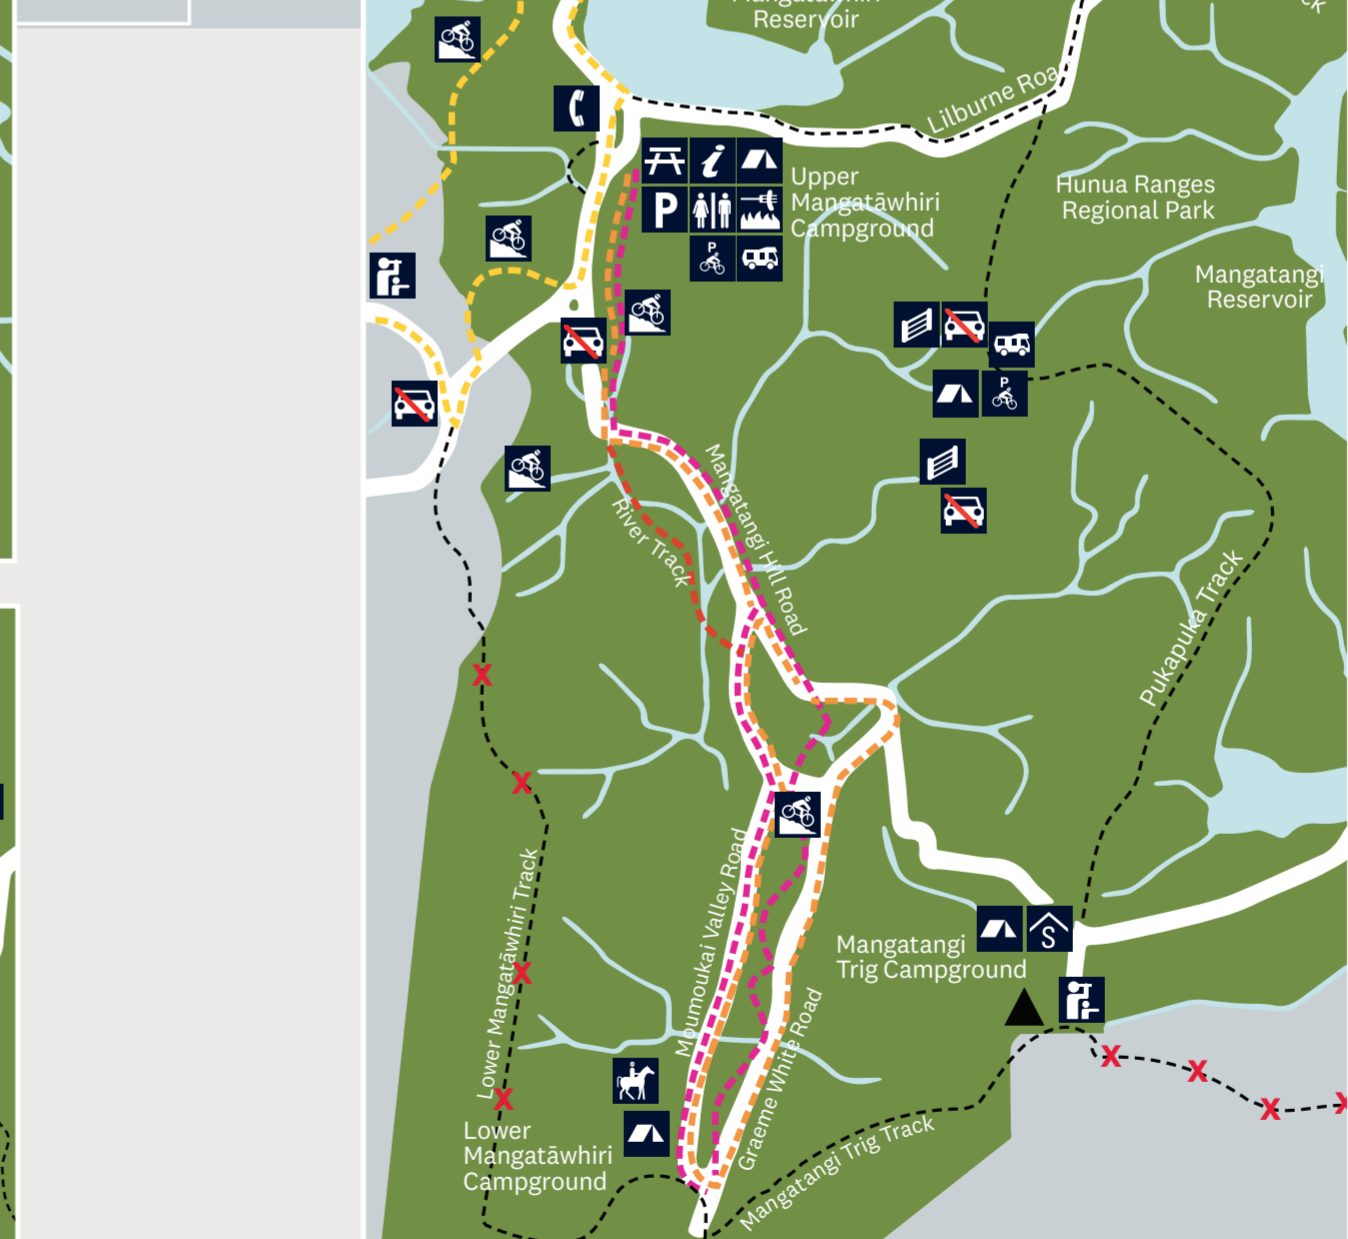 Reservoir
Lilburne Road
Upper
Mangatāwhiri
Campground
Hunua Ranges
Regional Park
Mangatangi
Reservoir
P
P
P
Mangatangi Hill Road
River Track
Pukapuka Track
Moumoukai Valley Road
Lower Mangatāwhiri Track
Mangatangi
Trig Campground
S
Graeme White Road
Lower
Mangatāwhiri
Campground
Mangatangi Trig Track
X
X
X
X
X
X
X
X